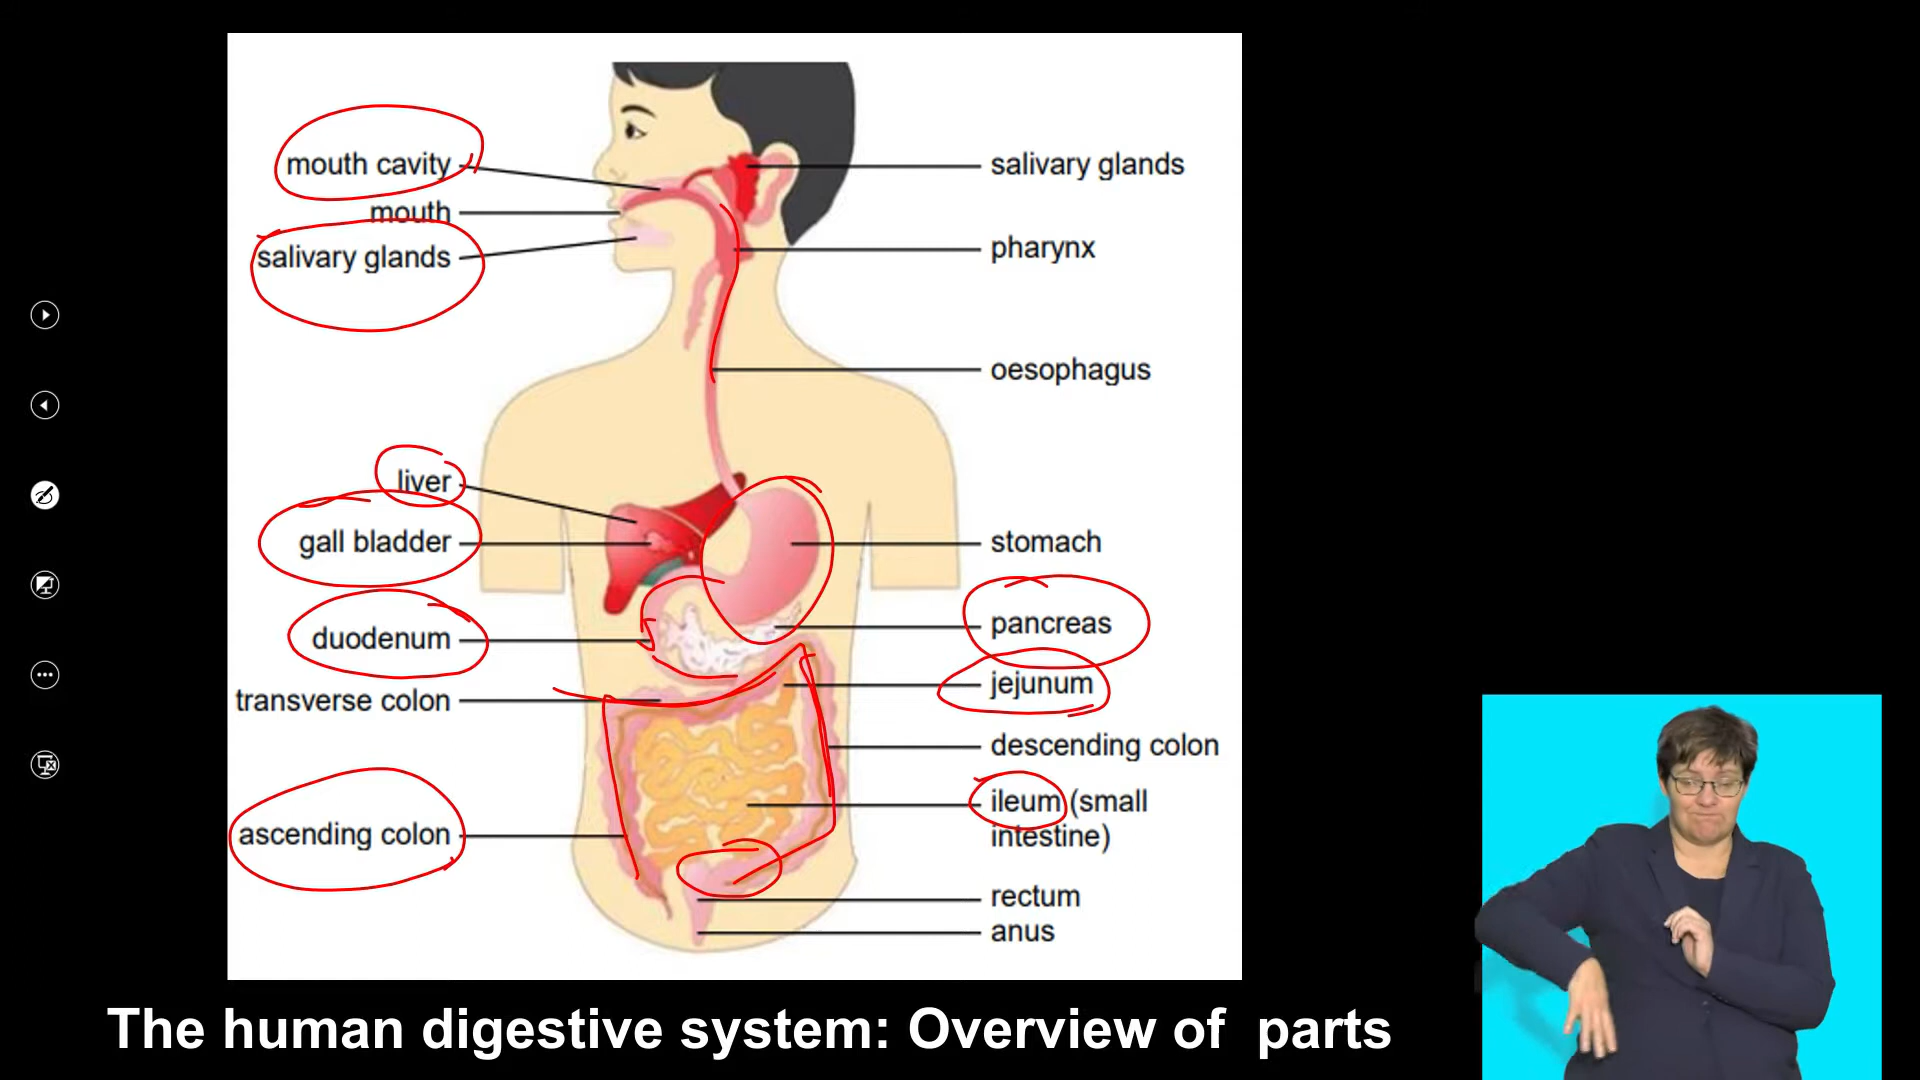 mouth cavity
mouth
salivary glands
liver
gall bladder
duodenum
transverse colon
ascending colon
salivary glands
pharynx
oesophagus
stomach
pancreas
jejunum
descending colon
ileum (small
intestine)
rectum
anus
The human digestive system: Overview of parts